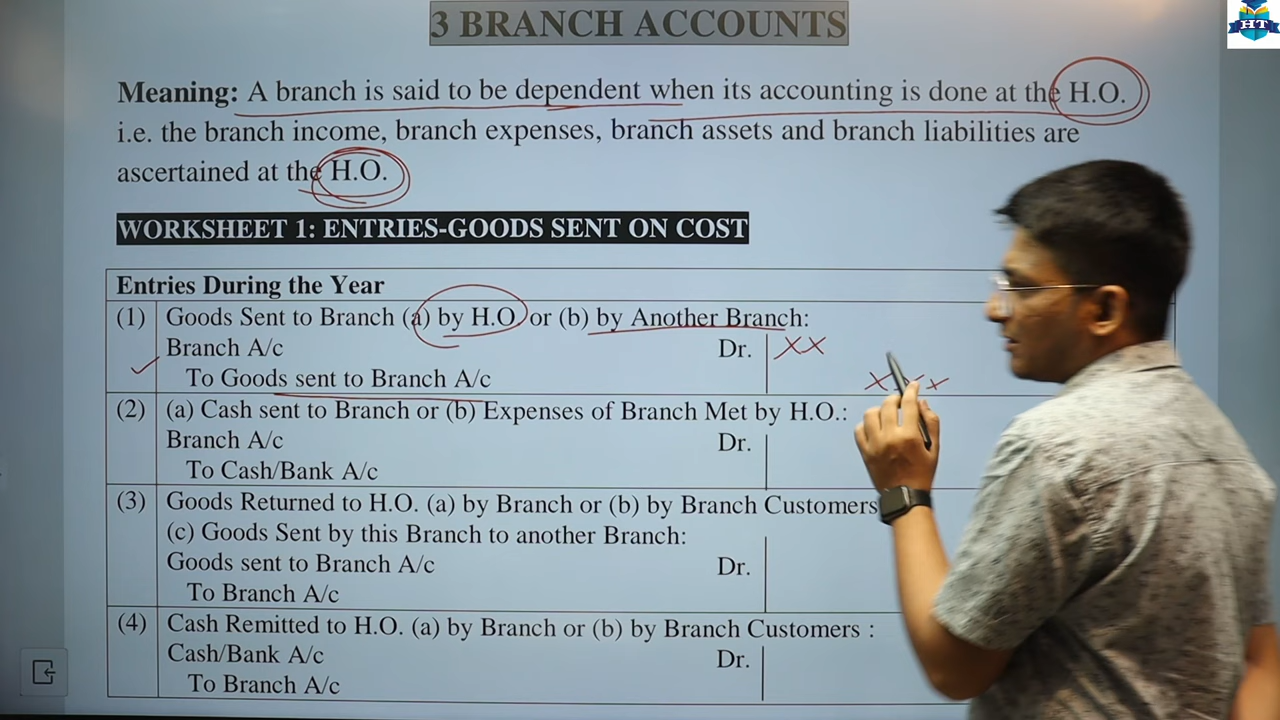 3 BRANCH ACCOUNTS
HT
Meaning: A branch is said to be dependent when its accounting is done at the H.O.
i.e. the branch income, branch expenses, branch assets and branch liabilities are
ascertained at the H.O.
WORKSHEET 1: ENTRIES-GOODS SENT ON COST
Entries During the Year
(1) Goods Sent to Branch (a) by H.O or (b) by Another Branch:
Branch A/c Dr. XX
To Goods sent to Branch A/c XXX
(2) (a) Cash sent to Branch or (b) Expenses of Branch Met by H.O.:
Branch A/c Dr.
To Cash/Bank A/c
(3) Goods Returned to H.O. (a) by Branch or (b) by Branch Customers
(c) Goods Sent by this Branch to another Branch:
Goods sent to Branch A/c Dr.
To Branch A/c
(4) Cash Remitted to H.O. (a) by Branch or (b) by Branch Customers :
Cash/Bank A/c Dr.
To Branch A/c